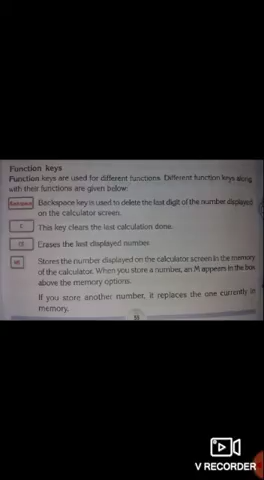 Function keys
Function keys are used for different functions. Different function keys along
with their functions are given below:
Backspace Backspace key is used to delete the last digit of the number displayed
on the calculator screen.
C This key clears the last calculation done.
CE Erases the last displayed number.
MS Stores the number displayed on the calculator screen in the memory
of the calculator. When you store a number, an M appears in the box
above the memory options.
If you store another number, it replaces the one currently in
memory.
V RECORDER